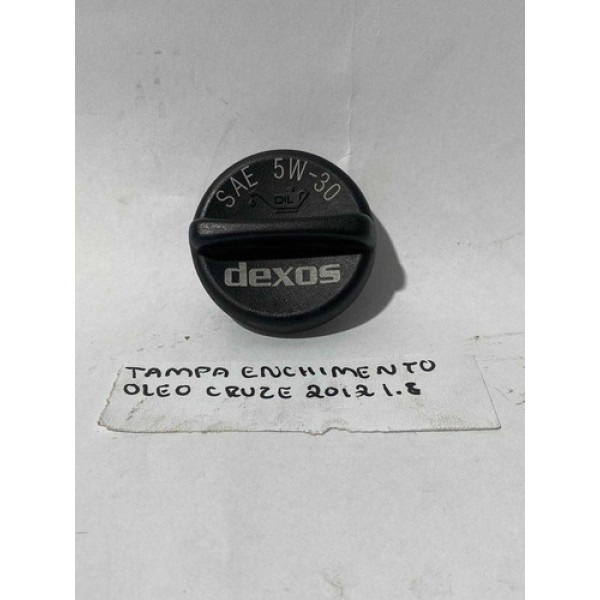 SAE 5W-30
OIL
dexos
TAMPA ENCHIMENTO
OLEO CRUZE 2012 1.8